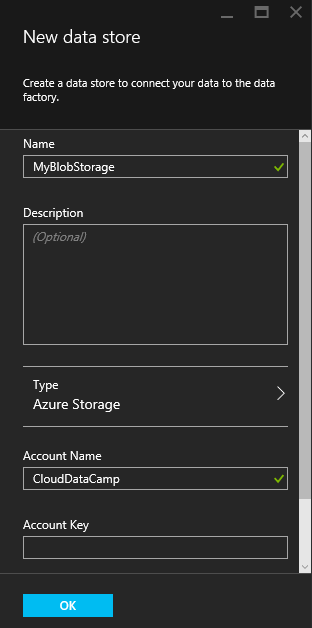 New data store
Create a data store to connect your data to the data
factory.
Name
MyBlobStorage
Description
(Optional)
Type
Azure Storage
Account Name
CloudDataCamp
Account Key
OK